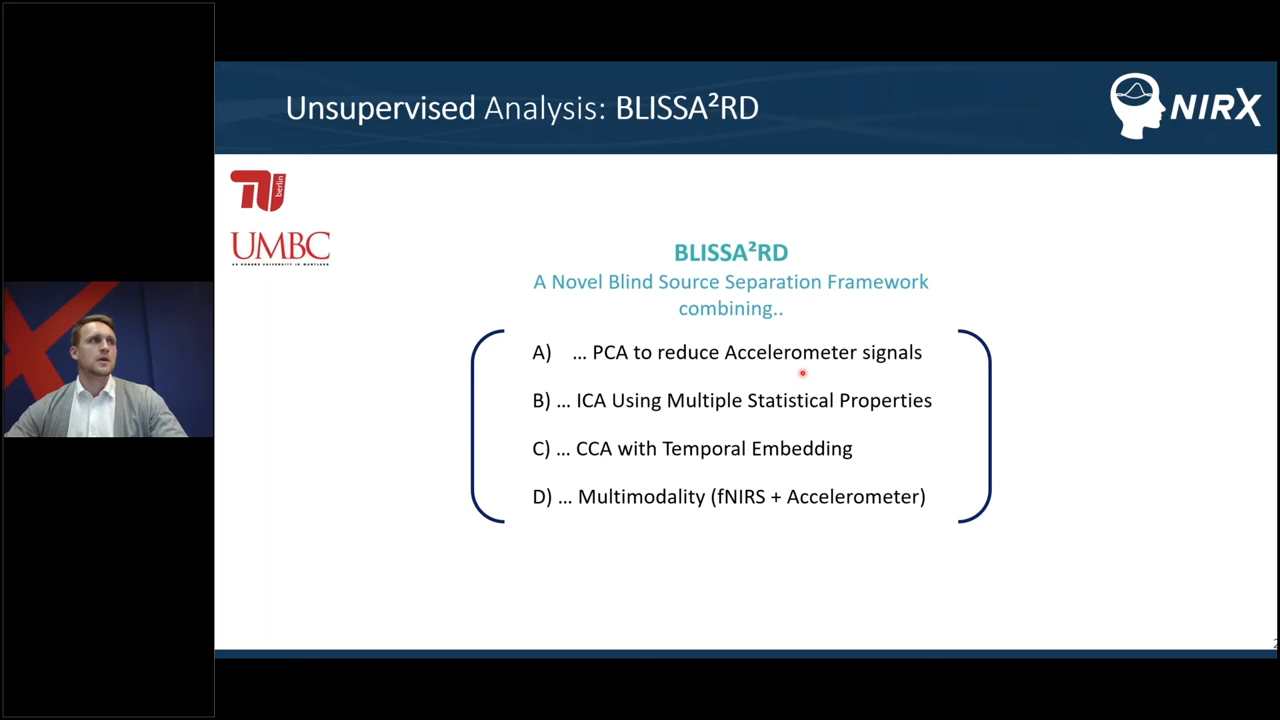 Unsupervised Analysis: BLISSA²RD
NIRX
berlin
UMBC
BLISSA²RD
A Novel Blind Source Separation Framework
combining..
A) ... PCA to reduce Accelerometer signals
B) ... ICA Using Multiple Statistical Properties
C) ... CCA with Temporal Embedding
D) ... Multimodality (fNIRS + Accelerometer)